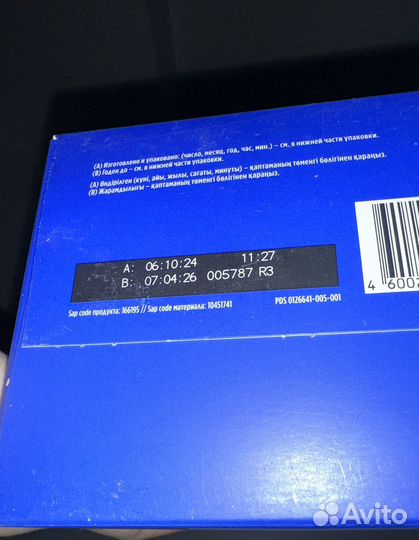 (A) Изготовлено и упаковано: (число, месяц, год, час, мин.) – см. в нижней части упаковки.
(B) Годен до – см. в нижней части упаковки.
(A) Өндірілген (күні, айы, жылы, сағаты, минуты) – қаптаманың төменгі бөлігінен қараңыз.
(B) Жарамдылығы – қаптаманың төменгі бөлігінен қараңыз.
A: 06:10:24 11:27
B: 07:04:26 005787 R3
Sap code продукта: 166195 // Sap code материала: 10451741
PDS 0126641-005-001
4 6002
Avito